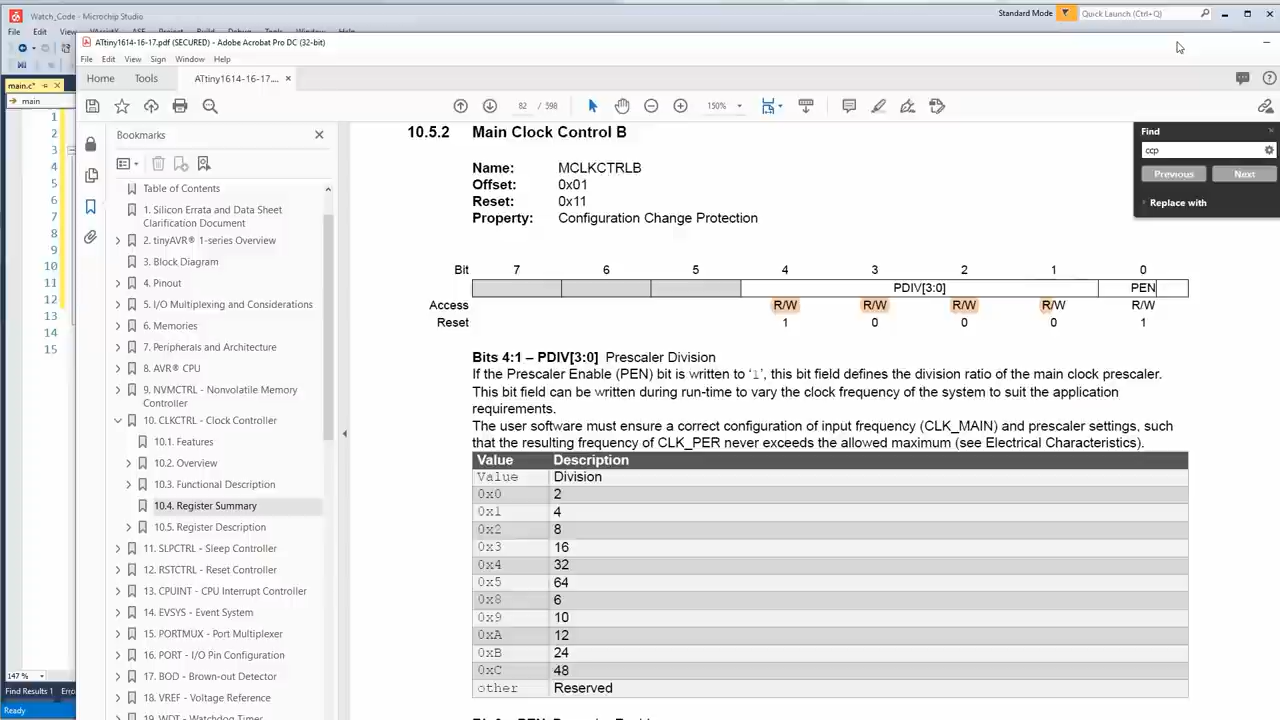 Watch_Code - Microchip Studio
Standard Mode
Quick Launch (Ctrl+Q)
File Edit View
ATtiny1614-16-17.pdf (SECURED) - Adobe Acrobat Pro DC (32-bit)
File Edit View Sign Window Help
main.c*
Home
Tools
ATtiny1614-16-17....
main
82 / 598
150%
1
2
3
4
5
6
7
8
9
10
11
12
13
14
15
147 %
Find Results 1
Ready
Bookmarks
Table of Contents
1. Silicon Errata and Data Sheet
Clarification Document
2. tinyAVR® 1-series Overview
3. Block Diagram
4. Pinout
5. I/O Multiplexing and Considerations
6. Memories
7. Peripherals and Architecture
8. AVR® CPU
9. NVMCTRL - Nonvolatile Memory
Controller
10. CLKCTRL - Clock Controller
10.1. Features
10.2. Overview
10.3. Functional Description
10.4. Register Summary
10.5. Register Description
11. SLPCTRL - Sleep Controller
12. RSTCTRL - Reset Controller
13. CPUINT - CPU Interrupt Controller
14. EVSYS - Event System
15. PORTMUX - Port Multiplexer
16. PORT - I/O Pin Configuration
17. BOD - Brown-out Detector
18. VREF - Voltage Reference
19. WDT - Watchdog Timer
10.5.2 Main Clock Control B
Name: MCLKCTRLB
Offset: 0x01
Reset: 0x11
Property: Configuration Change Protection
Bit 7 6 5 4 3 2 1 0
PDIV[3:0] PEN
Access R/W R/W R/W R/W R/W
Reset 1 0 0 0 1
Bits 4:1 – PDIV[3:0] Prescaler Division
If the Prescaler Enable (PEN) bit is written to ‘1’, this bit field defines the division ratio of the main clock prescaler.
This bit field can be written during run-time to vary the clock frequency of the system to suit the application
requirements.
The user software must ensure a correct configuration of input frequency (CLK_MAIN) and prescaler settings, such
that the resulting frequency of CLK_PER never exceeds the allowed maximum (see Electrical Characteristics).
Value Description
Value Division
0x0 2
0x1 4
0x2 8
0x3 16
0x4 32
0x5 64
0x8 6
0x9 10
0xA 12
0xB 24
0xC 48
other Reserved
Find
ccp
Previous
Next
Replace with